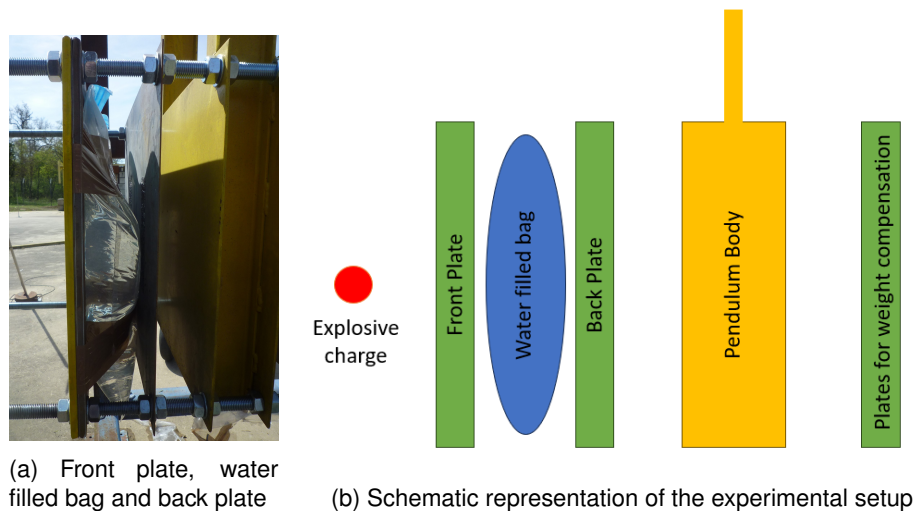 Explosive
charge
Front Plate
Water filled bag
Back Plate
Pendulum Body
Plates for weight compensation
(a) Front plate, water
filled bag and back plate
(b) Schematic representation of the experimental setup